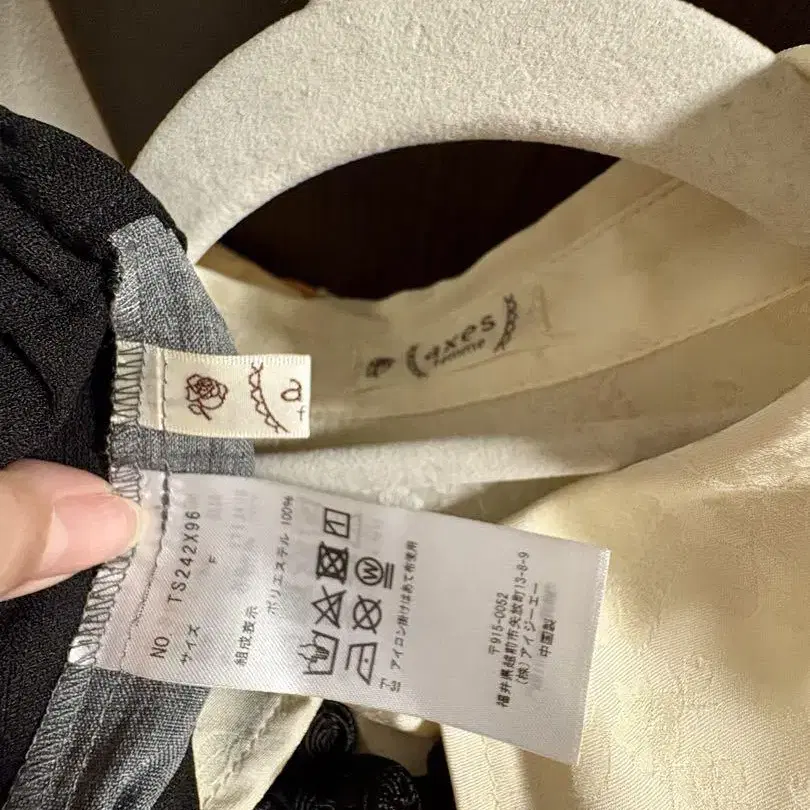 axes
femme
NO. TS242X96
サイズ F
組成表示
ポリエステル 100%
W
アイロン掛けはあて布使用
F-31
〒915-0052
福井県越前市矢放町13-8-9
(株)アイジーエー
中国製